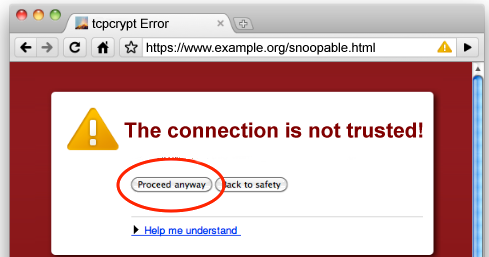 tcpcrypt Error
https://www.example.org/snoopable.html
The connection is not trusted!
Proceed anyway Back to safety
Help me understand